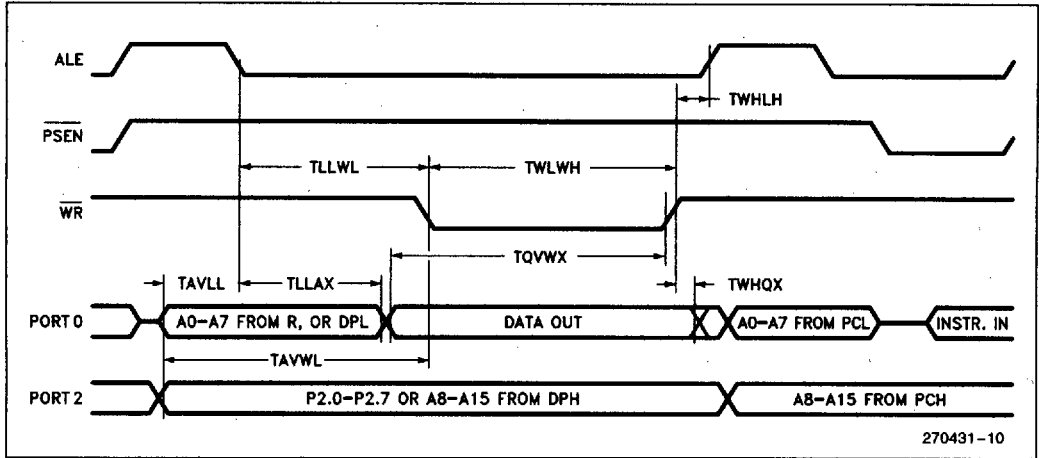 ALE
TWHLH
PSEN
TLLWL
TWLWH
WR
TQVWX
TAVLL
TLLAX
TWHQX
PORT 0
A0-A7 FROM R, OR DPL
DATA OUT
A0-A7 FROM PCL
INSTR. IN
TAVWL
PORT 2
P2.0-P2.7 OR A8-A15 FROM DPH
A8-A15 FROM PCH
270431-10